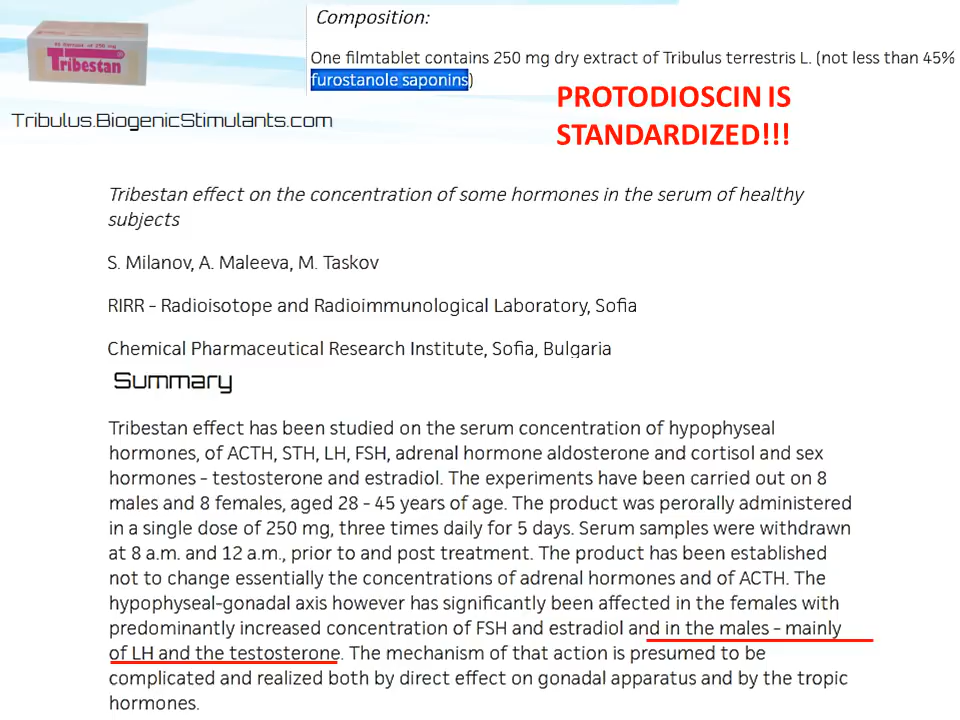 Composition:
One filmtablet contains 250 mg dry extract of Tribulus terrestris L. (not less than 45%
furostanole saponins)
Tribestan
Tribulus.BiogenicStimulants.com
PROTODIOSCIN IS
STANDARDIZED!!!
Tribestan effect on the concentration of some hormones in the serum of healthy
subjects
S. Milanov, A. Maleeva, M. Taskov
RIRR - Radioisotope and Radioimmunological Laboratory, Sofia
Chemical Pharmaceutical Research Institute, Sofia, Bulgaria
Summary
Tribestan effect has been studied on the serum concentration of hypophyseal
hormones, of ACTH, STH, LH, FSH, adrenal hormone aldosterone and cortisol and sex
hormones - testosterone and estradiol. The experiments have been carried out on 8
males and 8 females, aged 28 - 45 years of age. The product was perorally administered
in a single dose of 250 mg, three times daily for 5 days. Serum samples were withdrawn
at 8 a.m. and 12 a.m., prior to and post treatment. The product has been established
not to change essentially the concentrations of adrenal hormones and of ACTH. The
hypophyseal-gonadal axis however has significantly been affected in the females with
predominantly increased concentration of FSH and estradiol and in the males - mainly
of LH and the testosterone. The mechanism of that action is presumed to be
complicated and realized both by direct effect on gonadal apparatus and by the tropic
hormones.